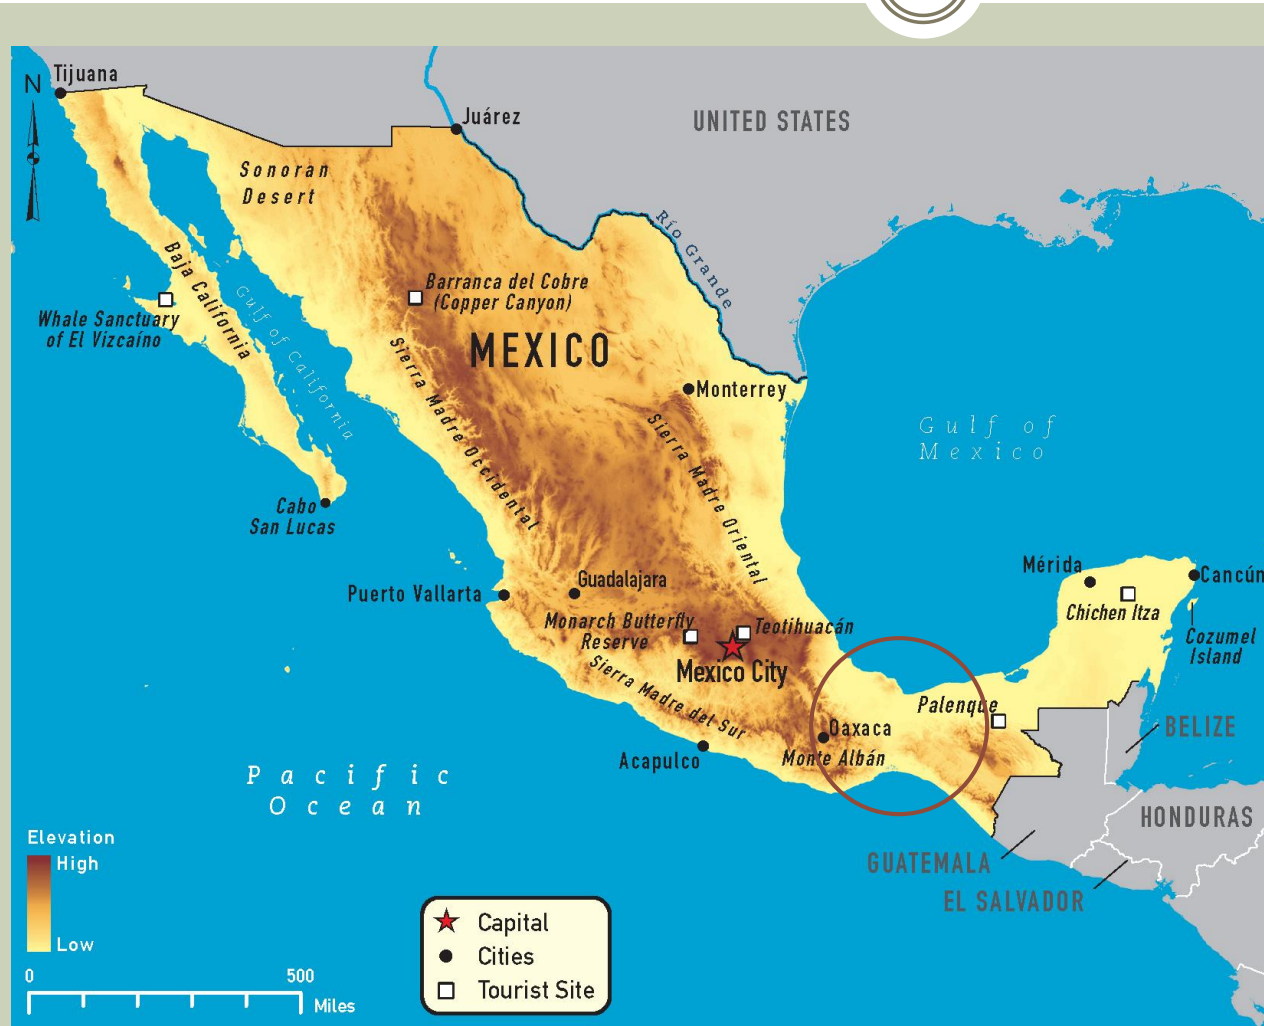 Tijuana
N
Juárez
UNITED STATES
Sonoran
Desert
Río Grande
Baja California
Gulf of California
Barranca del Cobre
(Copper Canyon)
Whale Sanctuary
of El Vizcaíno
MEXICO
Sierra Madre Occidental
Monterrey
Sierra Madre Oriental
Gulf of
Mexico
Cabo
San Lucas
Mérida
Cancún
Chichen Itza
Cozumel
Island
Puerto Vallarta
Guadalajara
Monarch Butterfly
Reserve
Teotihuacán
Mexico City
Sierra Madre del Sur
Palenque
Oaxaca
Monte Albán
Acapulco
BELIZE
Pacific
Ocean
HONDURAS
GUATEMALA
EL SALVADOR
Elevation
High
Low
0 500
Miles
Capital
Cities
Tourist Site